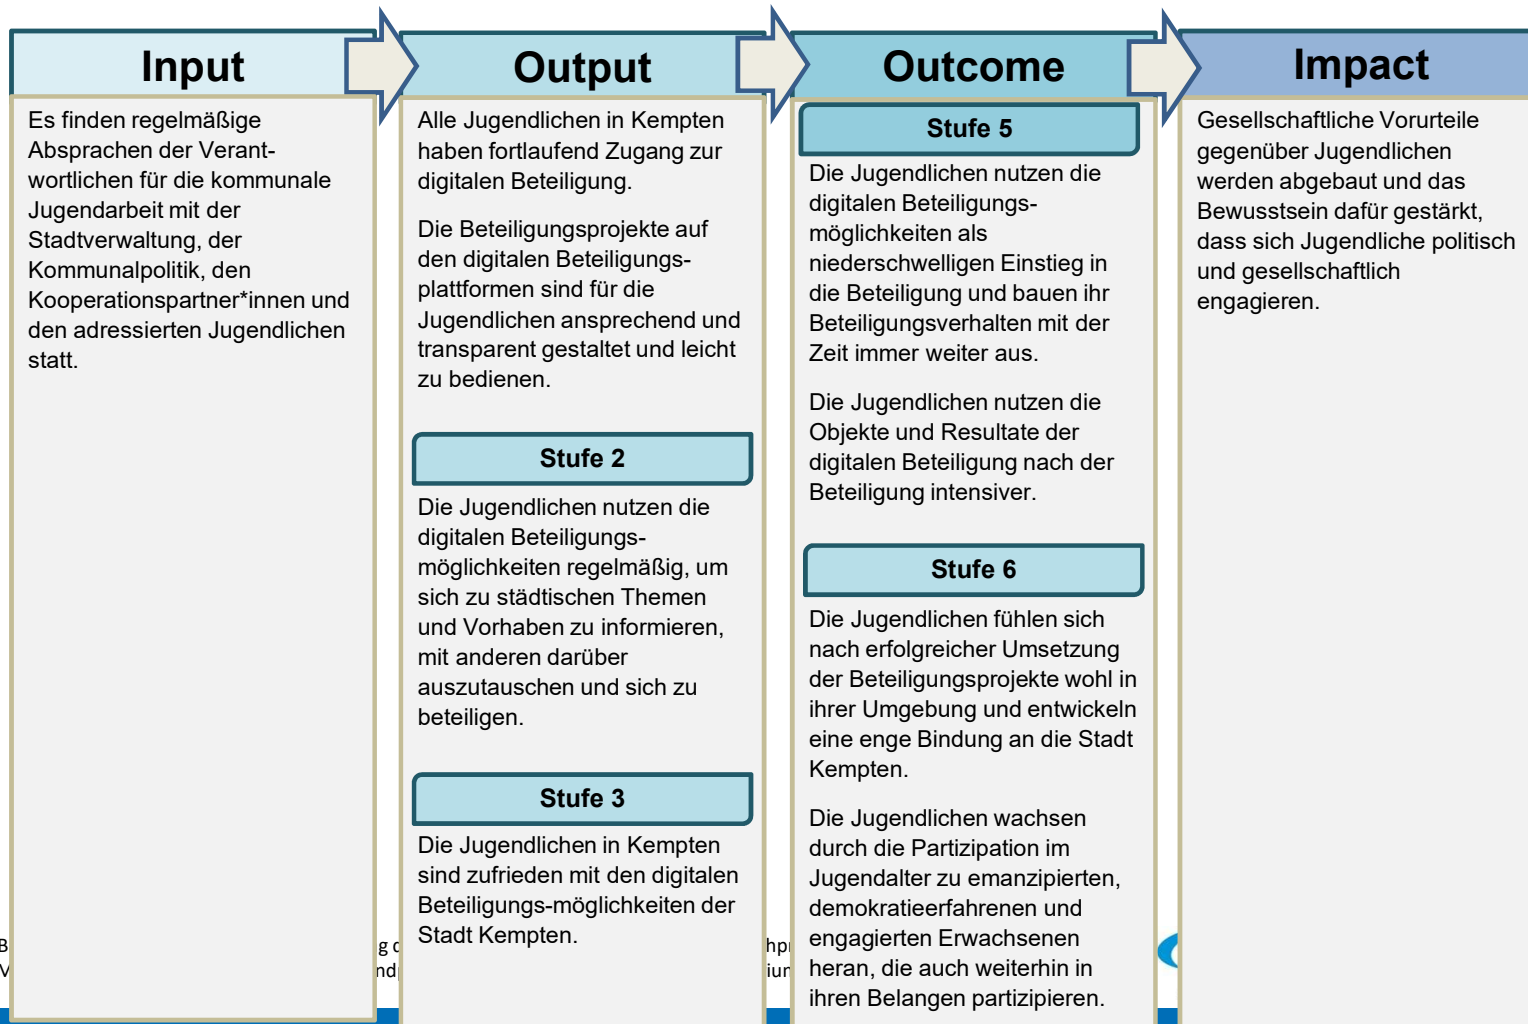 Input
Es finden regelmäßige
Absprachen der Verant-
wortlichen für die kommunale
Jugendarbeit mit der
Stadtverwaltung, der
Kommunalpolitik, den
Kooperationspartner*innen und
den adressierten Jugendlichen
statt.
Output
Alle Jugendlichen in Kempten
haben fortlaufend Zugang zur
digitalen Beteiligung.
Die Beteiligungsprojekte auf
den digitalen Beteiligungs-
plattformen sind für die
Jugendlichen ansprechend und
transparent gestaltet und leicht
zu bedienen.
Stufe 2
Die Jugendlichen nutzen die
digitalen Beteiligungs-
möglichkeiten regelmäßig, um
sich zu städtischen Themen
und Vorhaben zu informieren,
mit anderen darüber
auszutauschen und sich zu
beteiligen.
Stufe 3
Die Jugendlichen in Kempten
sind zufrieden mit den digitalen
Beteiligungs-möglichkeiten der
Stadt Kempten.
Outcome
Stufe 5
Die Jugendlichen nutzen die
digitalen Beteiligungs-
möglichkeiten als
niederschwelligen Einstieg in
die Beteiligung und bauen ihr
Beteiligungsverhalten mit der
Zeit immer weiter aus.
Die Jugendlichen nutzen die
Objekte und Resultate der
digitalen Beteiligung nach der
Beteiligung intensiver.
Stufe 6
Die Jugendlichen fühlen sich
nach erfolgreicher Umsetzung
der Beteiligungsprojekte wohl in
ihrer Umgebung und entwickeln
eine enge Bindung an die Stadt
Kempten.
Die Jugendlichen wachsen
durch die Partizipation im
Jugendalter zu emanzipierten,
demokratieerfahrenen und
engagierten Erwachsenen
heran, die auch weiterhin in
ihren Belangen partizipieren.
Impact
Gesellschaftliche Vorurteile
gegenüber Jugendlichen
werden abgebaut und das
Bewusstsein dafür gestärkt,
dass sich Jugendliche politisch
und gesellschaftlich
engagieren.